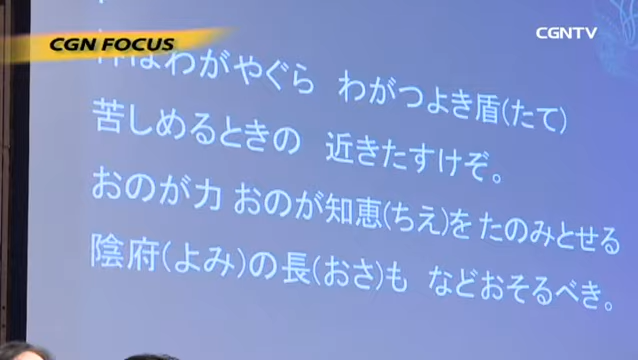 CGN FOCUS
CGNTV
はわがやぐら わがつよき盾(たて)
苦しめるときの 近きたすけぞ。
おのが力 おのが知恵(ちえ)を たのみとせる
陰府(よみ)の長(おさ)も などおそるべき。